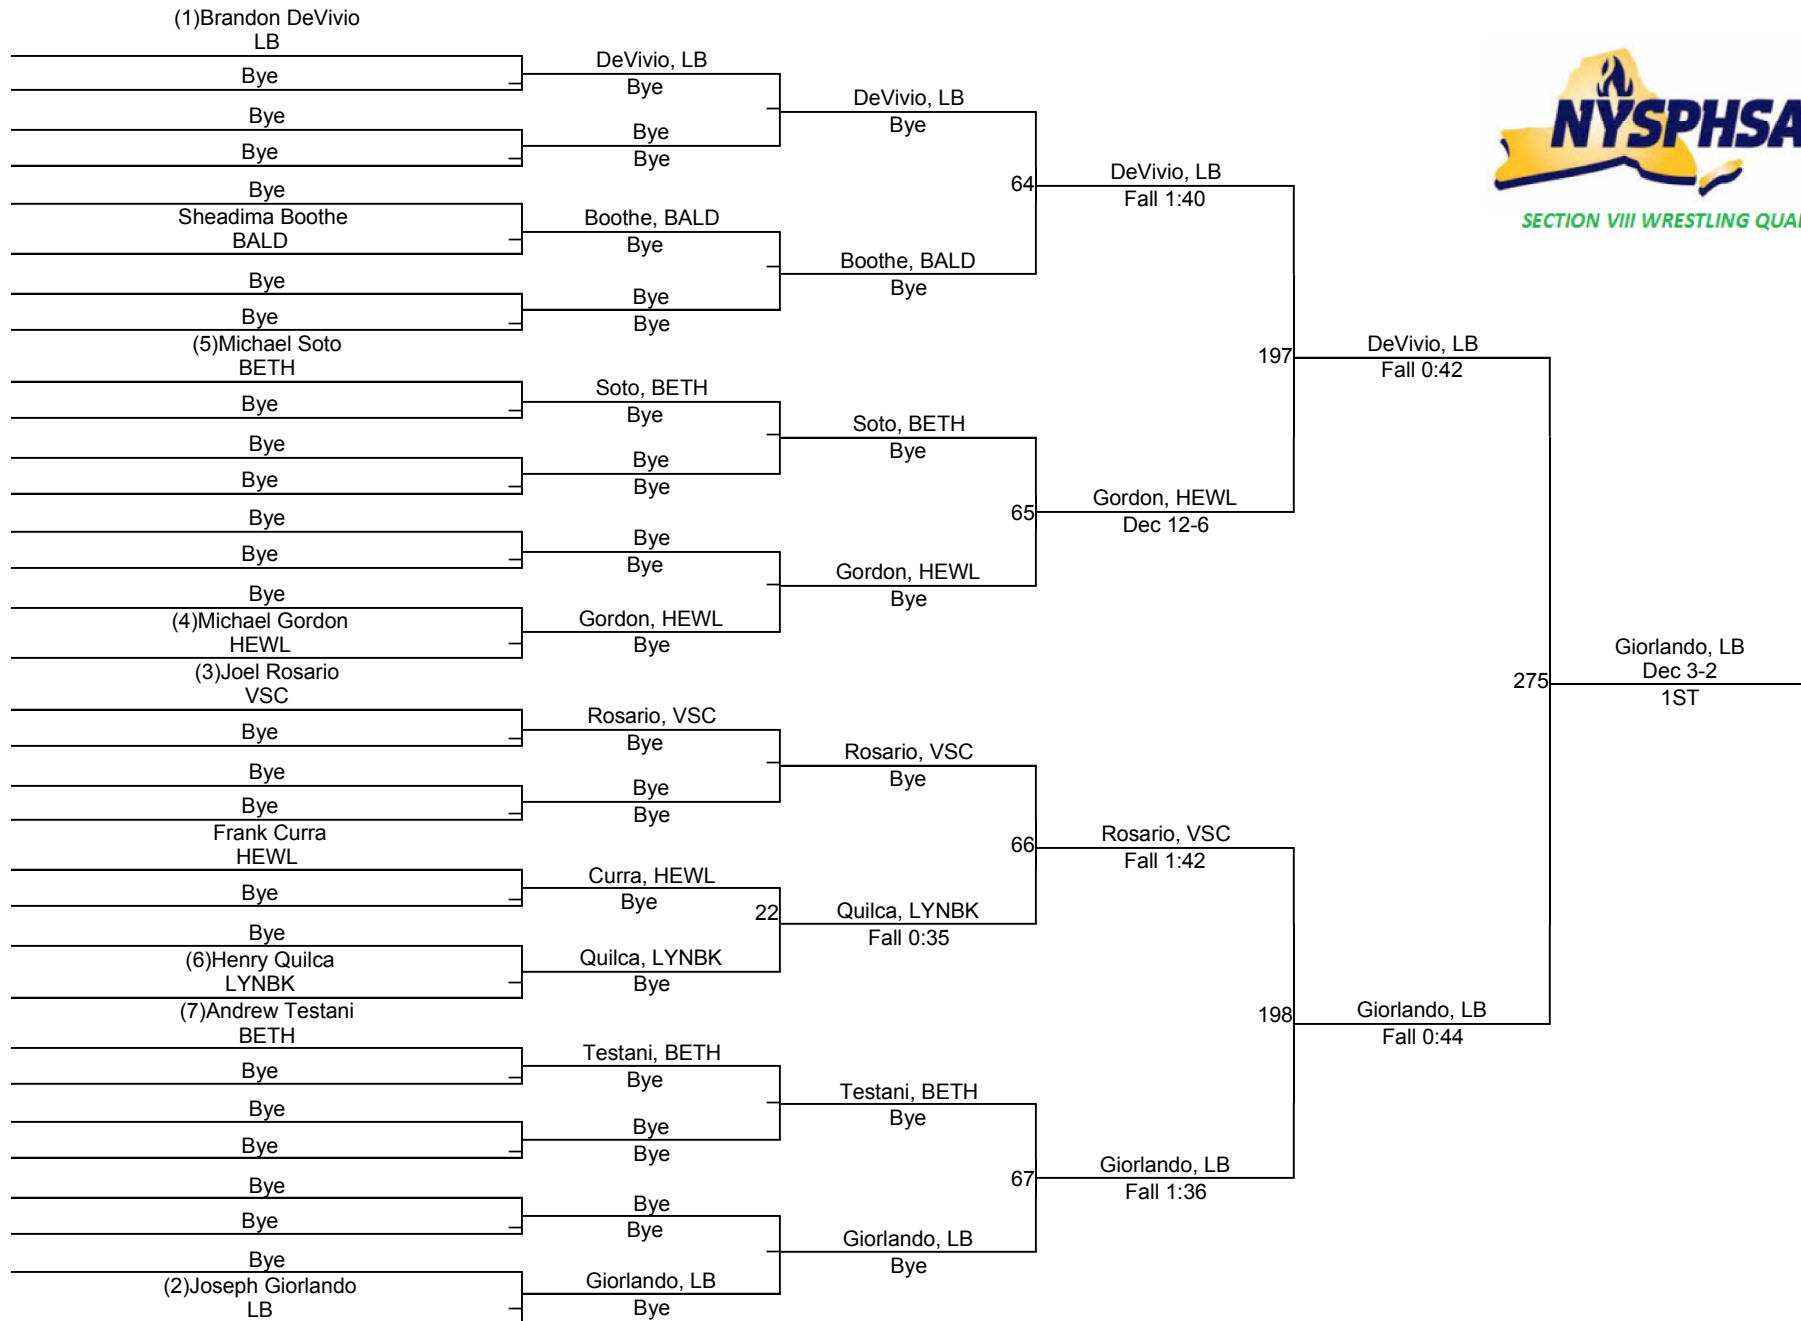 (1)Brandon DeVivio
LB
Bye
Bye
Bye
Bye
Sheadima Boothe
BALD
Bye
Bye
(5)Michael Soto
BETH
Bye
Bye
Bye
Bye
Bye
Bye
(4)Michael Gordon
HEWL
(3)Joel Rosario
VSC
Bye
Bye
Bye
Frank Curra
HEWL
Bye
Bye
(6)Henry Quilca
LYNBK
(7)Andrew Testani
BETH
Bye
Bye
Bye
Bye
Bye
Bye
(2)Joseph Giorlando
LB
DeVivio, LB
Bye
Bye
Bye
Boothe, BALD
Bye
Bye
Bye
Soto, BETH
Bye
Bye
Bye
Bye
Bye
Gordon, HEWL
Bye
Rosario, VSC
Bye
Bye
Bye
Curra, HEWL
Bye
22
Quilca, LYNBK
Bye
Testani, BETH
Bye
Bye
Bye
Bye
Bye
Giorlando, LB
Bye
DeVivio, LB
Bye
64
Boothe, BALD
Bye
Soto, BETH
Bye
65
Gordon, HEWL
Bye
Rosario, VSC
Bye
66
Quilca, LYNBK
Fall 0:35
Testani, BETH
Bye
67
Giorlando, LB
Bye
DeVivio, LB
Fall 1:40
197
Gordon, HEWL
Dec 12-6
Rosario, VSC
Fall 1:42
198
Giorlando, LB
Fall 1:36
DeVivio, LB
Fall 0:42
275
Giorlando, LB
Fall 0:44
Giorlando, LB
Dec 3-2
1ST
NYSPHSA
SECTION VIII WRESTLING QUA